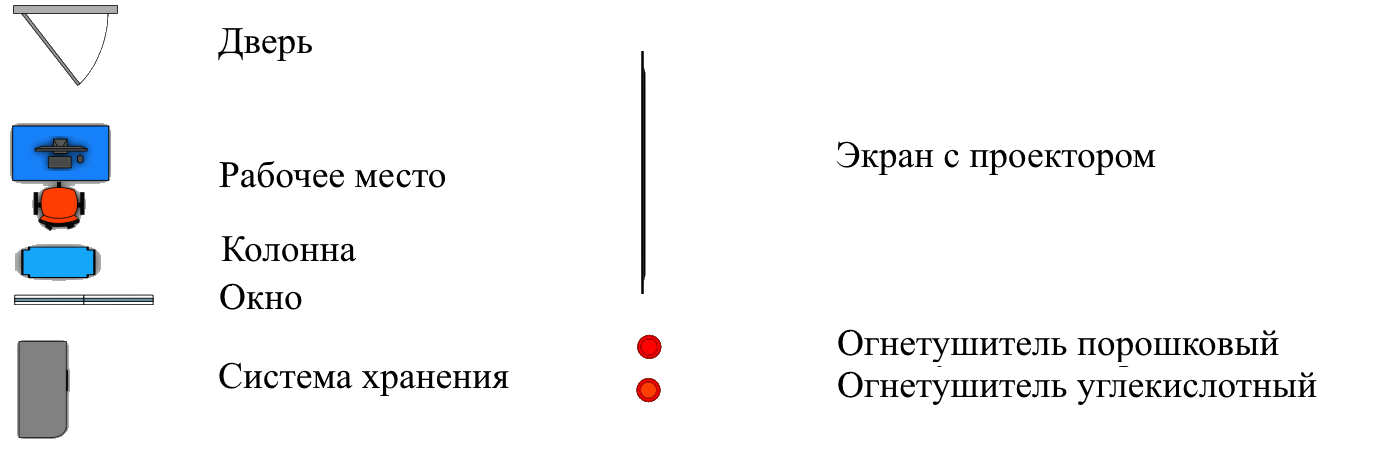 Дверь
Рабочее место
Колонна
Окно
Система хранения
Экран с проектором
Огнетушитель порошковый
Огнетушитель углекислотный